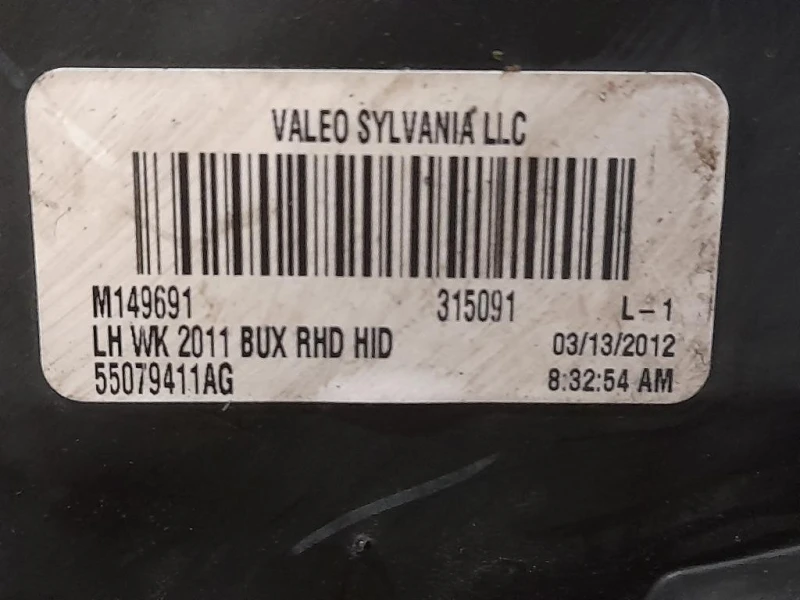 VALEO SYLVANIA LLC
M149691 315091 L-1
LH WK 2011 BUX RHD HID 03/13/2012
55079411AG 8:32:54 AM